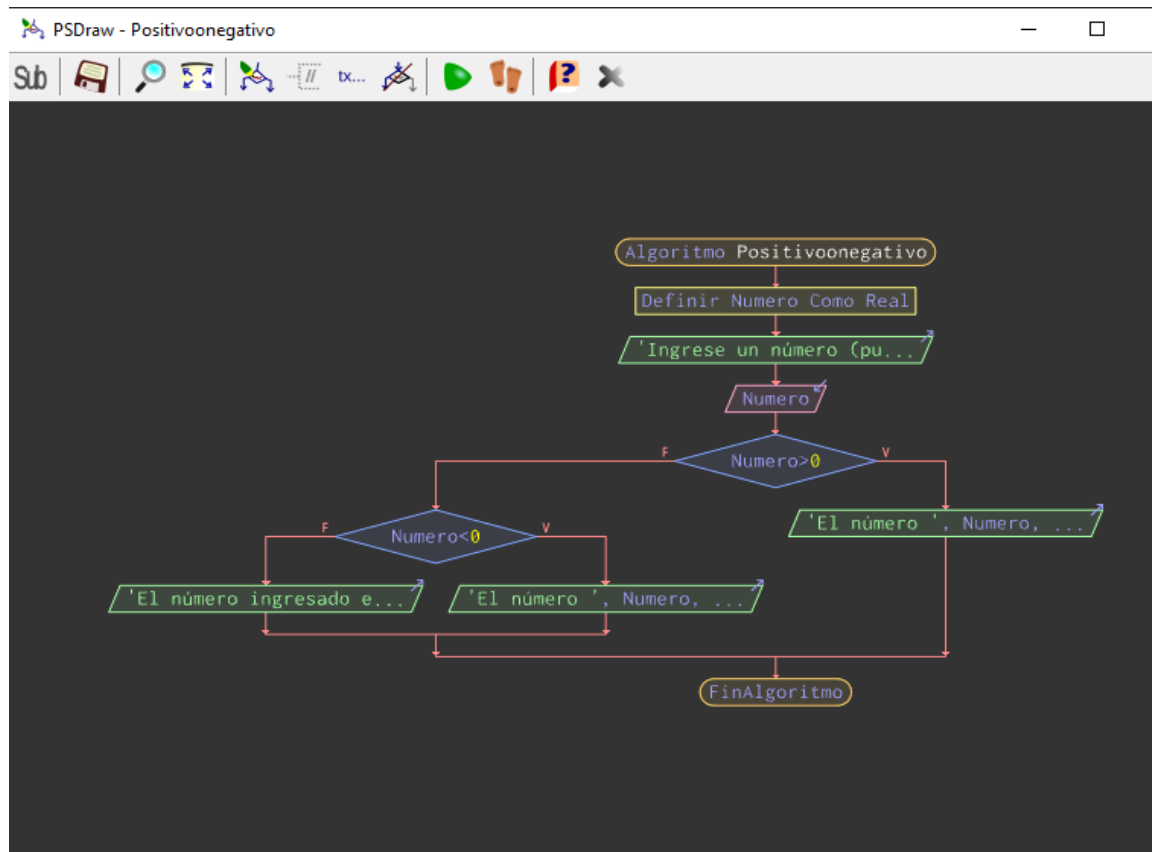 PSDraw - Positivoonegativo
Sub tx...
Algoritmo Positivoonegativo
Definir Numero Como Real
'Ingrese un número (pu...
Numero
F Numero>0 V
'El número ', Numero, ...
F Numero<0 V
'El número ingresado e...
'El número ', Numero, ...
FinAlgoritmo